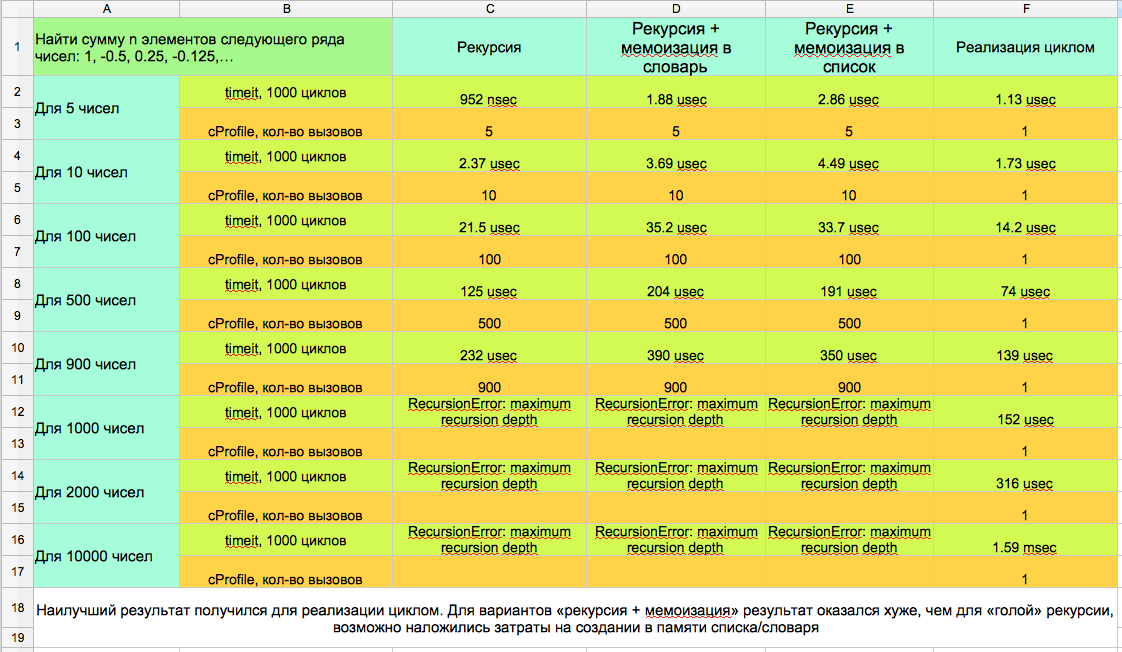 A B C D E F
1 Найти сумму n элементов следующего ряда
чисел: 1, -0.5, 0.25, -0.125,…
Рекурсия
Рекурсия +
мемоизация в
словарь
Рекурсия +
мемоизация в
список
Реализация циклом
2 Для 5 чисел timeit, 1000 циклов 952 nsec 1.88 usec 2.86 usec 1.13 usec
3 cProfile, кол-во вызовов 5 5 5 1
4 Для 10 чисел timeit, 1000 циклов 2.37 usec 3.69 usec 4.49 usec 1.73 usec
5 cProfile, кол-во вызовов 10 10 10 1
6 Для 100 чисел timeit, 1000 циклов 21.5 usec 35.2 usec 33.7 usec 14.2 usec
7 cProfile, кол-во вызовов 100 100 100 1
8 Для 500 чисел timeit, 1000 циклов 125 usec 204 usec 191 usec 74 usec
9 cProfile, кол-во вызовов 500 500 500 1
10 Для 900 чисел timeit, 1000 циклов 232 usec 390 usec 350 usec 139 usec
11 cProfile, кол-во вызовов 900 900 900 1
12 Для 1000 чисел timeit, 1000 циклов
RecursionError: maximum
recursion depth
RecursionError: maximum
recursion depth
RecursionError: maximum
recursion depth
152 usec
13 cProfile, кол-во вызовов 1
14 Для 2000 чисел timeit, 1000 циклов
RecursionError: maximum
recursion depth
RecursionError: maximum
recursion depth
RecursionError: maximum
recursion depth
316 usec
15 cProfile, кол-во вызовов 1
16 Для 10000 чисел timeit, 1000 циклов
RecursionError: maximum
recursion depth
RecursionError: maximum
recursion depth
RecursionError: maximum
recursion depth
1.59 msec
17 cProfile, кол-во вызовов 1
18 Наилучший результат получился для реализации циклом. Для вариантов «рекурсия + мемоизация» результат оказался хуже, чем для «голой» рекурсии,
19 возможно наложились затраты на создании в памяти списка/словаря